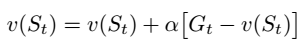 v(S_t) = v(S_t) + α[G_t − v(S_t)]